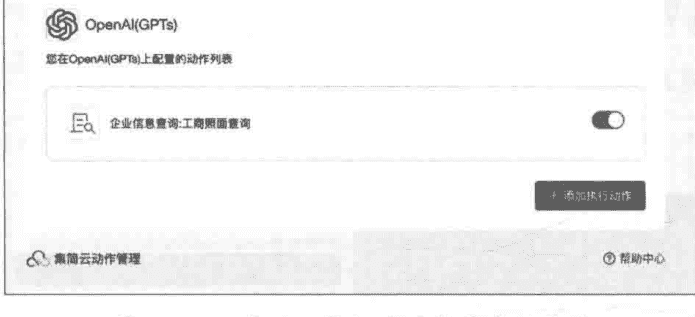 OpenAI(GPTs)
您在OpenAI(GPTs)上配置的动作列表
企业信息查询:工商照面查询
+ 添加执行动作
集简云动作管理
帮助中心